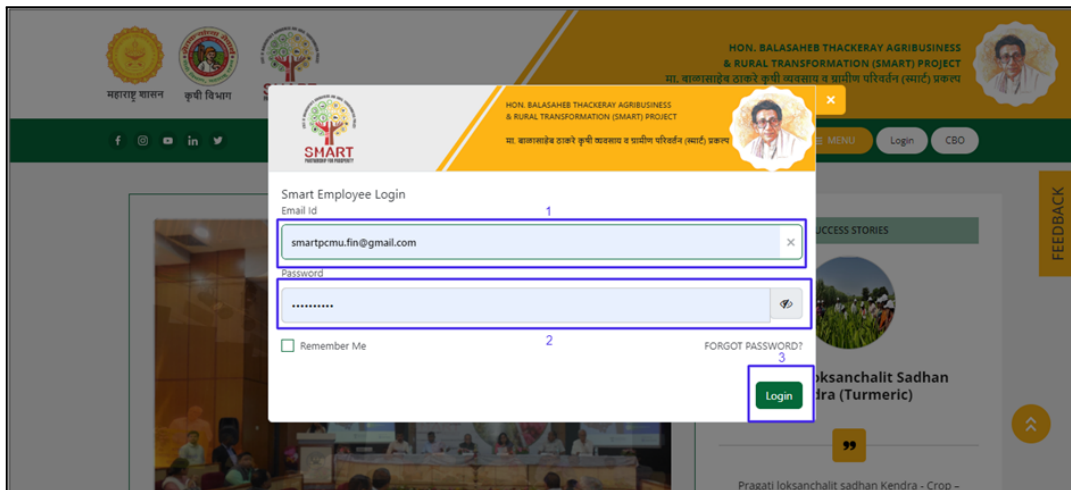 HON. BALASAHEB THACKERAY AGRIBUSINESS
& RURAL TRANSFORMATION (SMART) PROJECT
मा. बाळासाहेब ठाकरे कृषी व्यवसाय व ग्रामीण परिवर्तन (स्मार्ट) प्रकल्प
महाराष्ट्र शासन
कृषी विभाग
MENU
Login
CBO
SMART
HON. BALASAHEB THACKERAY AGRIBUSINESS
& RURAL TRANSFORMATION (SMART) PROJECT
मा. बाळासाहेब ठाकरे कृषी व्यवसाय व ग्रामीण परिवर्तन (स्मार्ट) प्रकल्प
Smart Employee Login
Email Id
1
smartpcmu.fin@gmail.com
Password
••••••••••
2
Remember Me
FORGOT PASSWORD?
3
Login
FEEDBACK
UCCESS STORIES
oksanchalit Sadhan
dra (Turmeric)
Pragati loksanchalit sadhan Kendra - Crop –